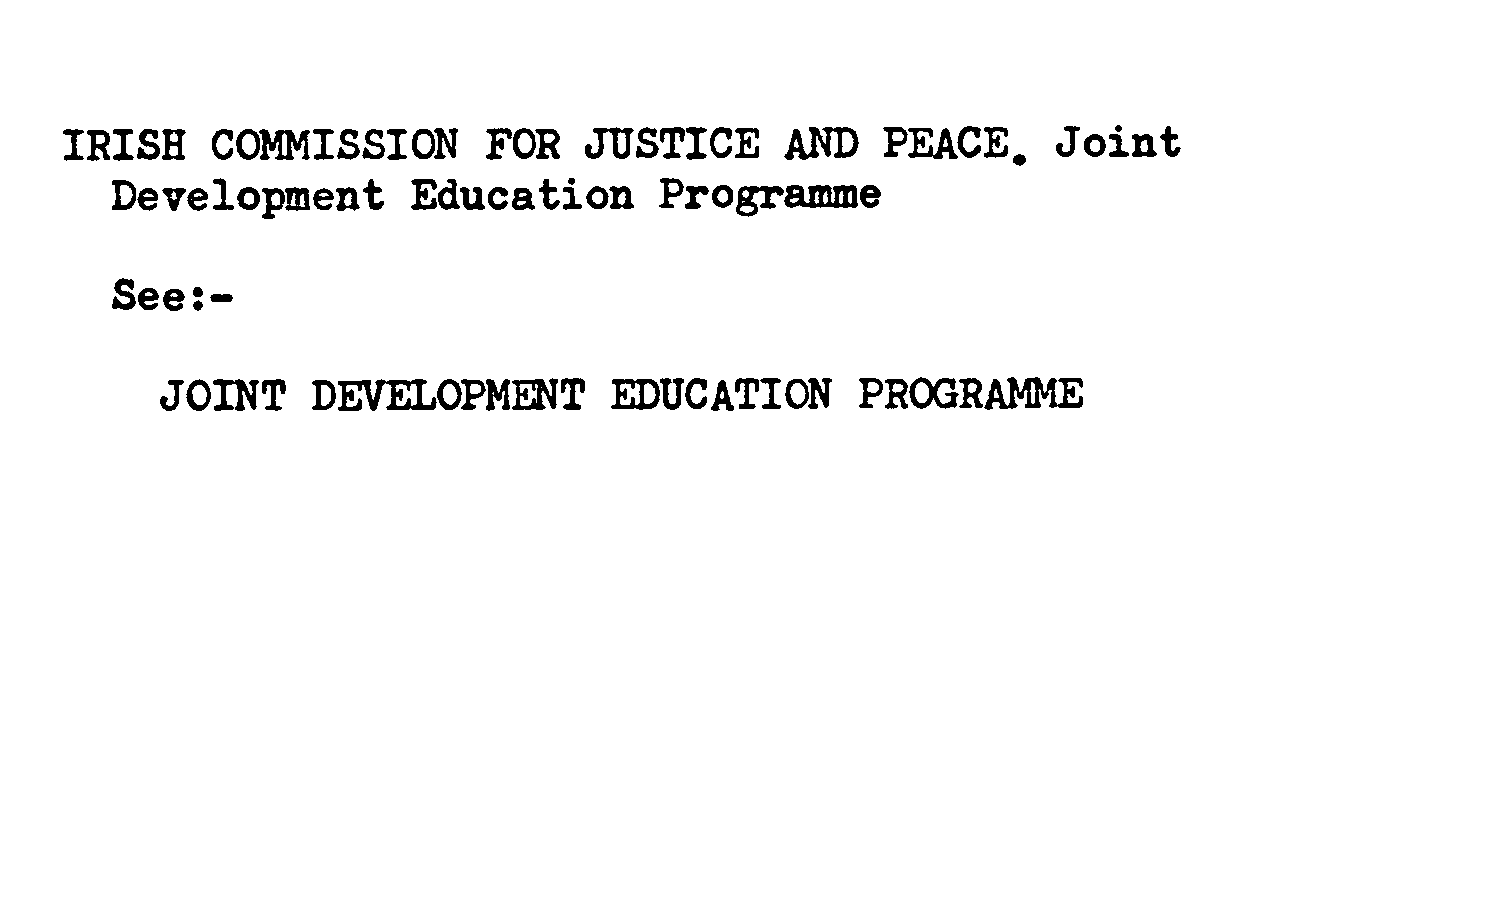 IRISH COMMISSION FOR JUSTICE AND PEACE. Joint
Development Education Programme
See:-
JOINT DEVELOPMENT EDUCATION PROGRAMME